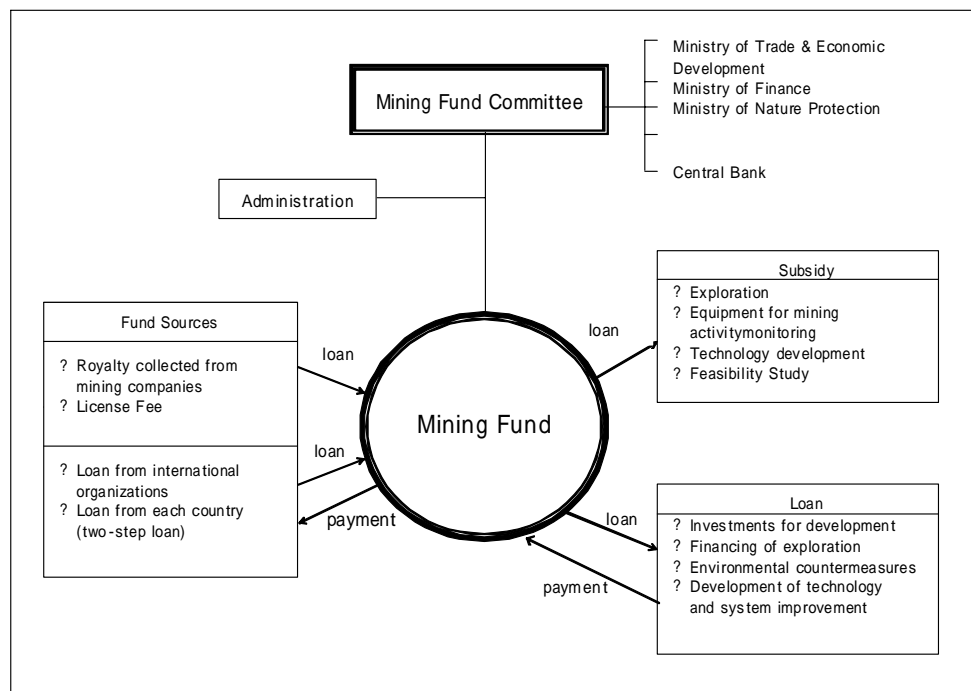 Mining Fund Committee
Ministry of Trade & Economic
Development
Ministry of Finance
Ministry of Nature Protection
Central Bank
Administration
Fund Sources
? Royalty collected from
mining companies
? License Fee
? Loan from international
organizations
? Loan from each country
(two-step loan)
loan
loan
payment
Mining Fund
loan
Subsidy
? Exploration
? Equipment for mining
activitymonitoring
? Technology development
? Feasibility Study
loan
payment
Loan
? Investments for development
? Financing of exploration
? Environmental countermeasures
? Development of technology
and system improvement